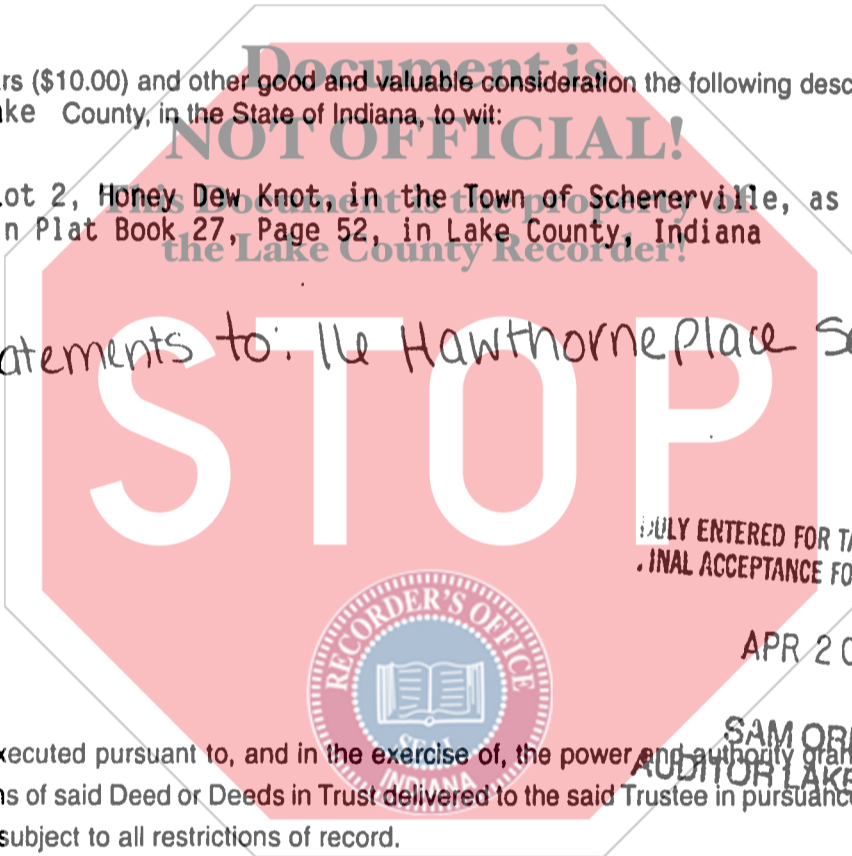 Document is
rs ($10.00) and other good and valuable consideration the following desc
ke County, in the State of Indiana, to wit:
NOT OFFICIAL!
ot 2, Honey Dew Knot, in the Town of Schererville, as
This Document is the property of
n Plat Book 27, Page 52, in Lake County, Indiana
the Lake County Recorder!
atements to: 16 Hawthorne Place S
STOP
DULY ENTERED FOR TA
INAL ACCEPTANCE FO
RECORDER'S OFFICE
APR 20
SEAL
INDIANA
SAM OR
xecuted pursuant to, and in the exercise of, the power and authority gran
AUDITOR LAKE
ns of said Deed or Deeds in Trust delivered to the said Trustee in pursuance
subject to all restrictions of record.